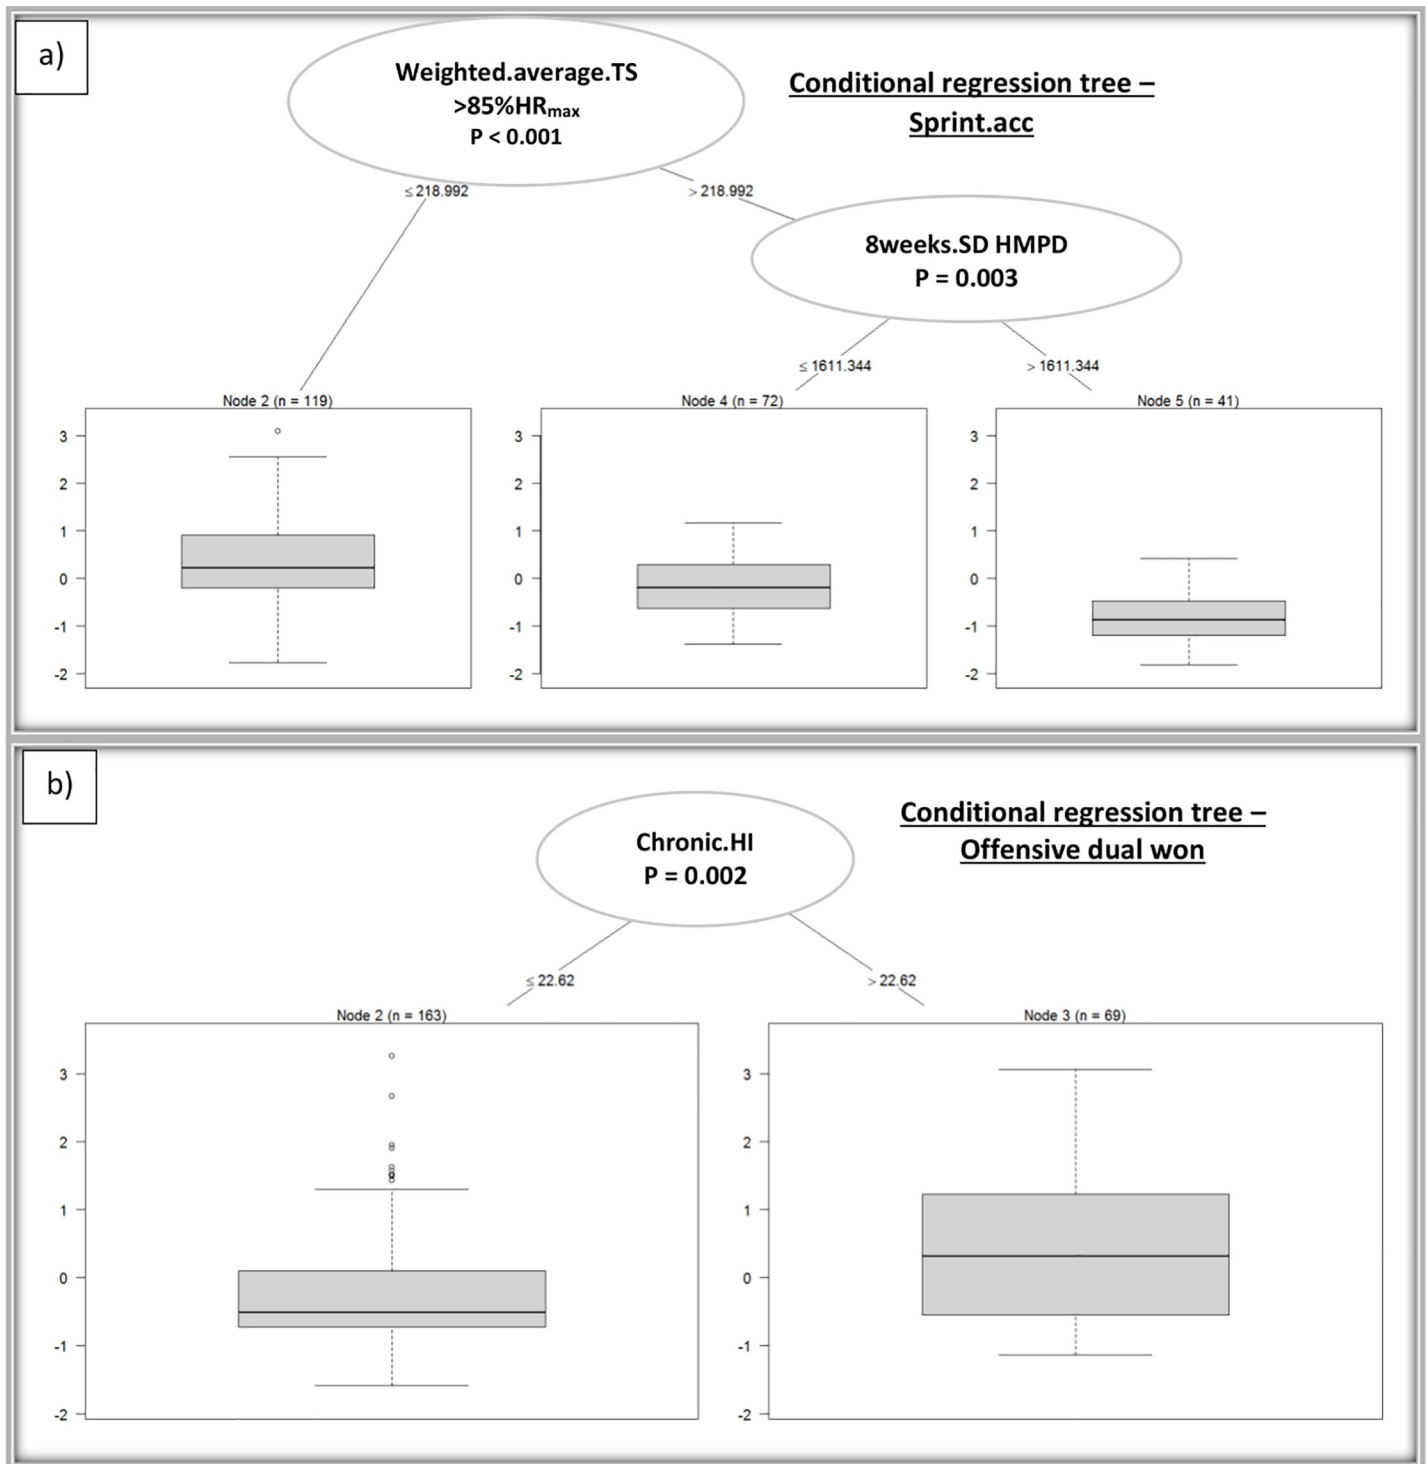 a)
Weighted.average.TS
>85%HRmax
P < 0.001
Conditional regression tree –
Sprint.acc
≤ 218.992
> 218.992
8weeks.SD HMPD
P = 0.003
≤ 1611.344
> 1611.344
Node 2 (n = 119)
Node 4 (n = 72)
Node 5 (n = 41)
3 3 3
2 2 2
1 1 1
0 0 0
-1 -1 -1
-2 -2 -2
b)
Chronic.HI
P = 0.002
Conditional regression tree –
Offensive dual won
≤ 22.62
> 22.62
Node 2 (n = 163)
Node 3 (n = 69)
3 3
2 2
1 1
0 0
-1 -1
-2 -2